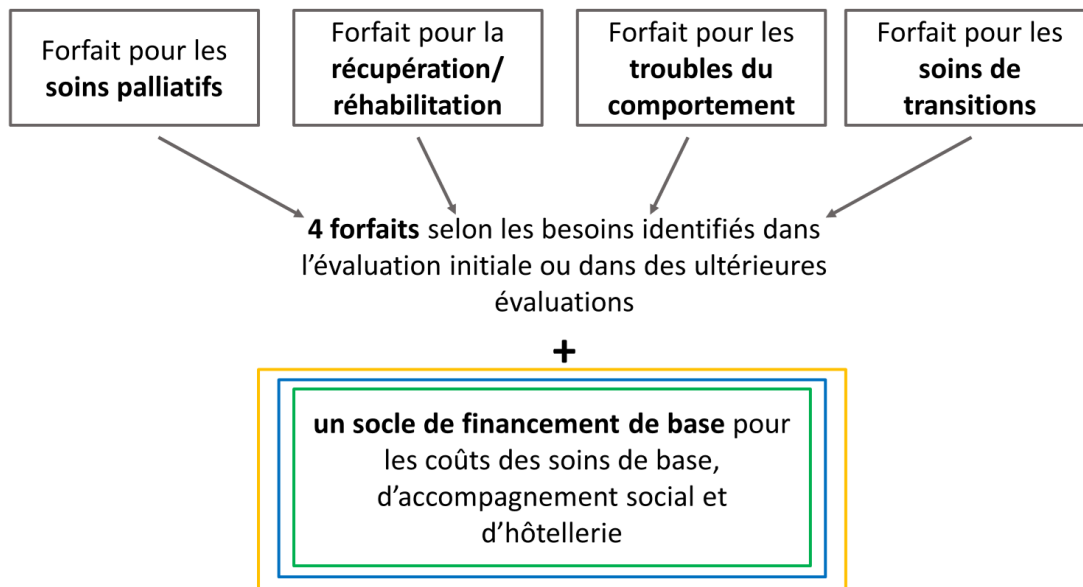 Forfait pour les
soins palliatifs
Forfait pour la
récupération/
réhabilitation
Forfait pour les
troubles du
comportement
Forfait pour les
soins de
transitions
4 forfaits selon les besoins identifiés dans
l’évaluation initiale ou dans des ultérieures
évaluations
+
un socle de financement de base pour
les coûts des soins de base,
d’accompagnement social et
d’hôtellerie